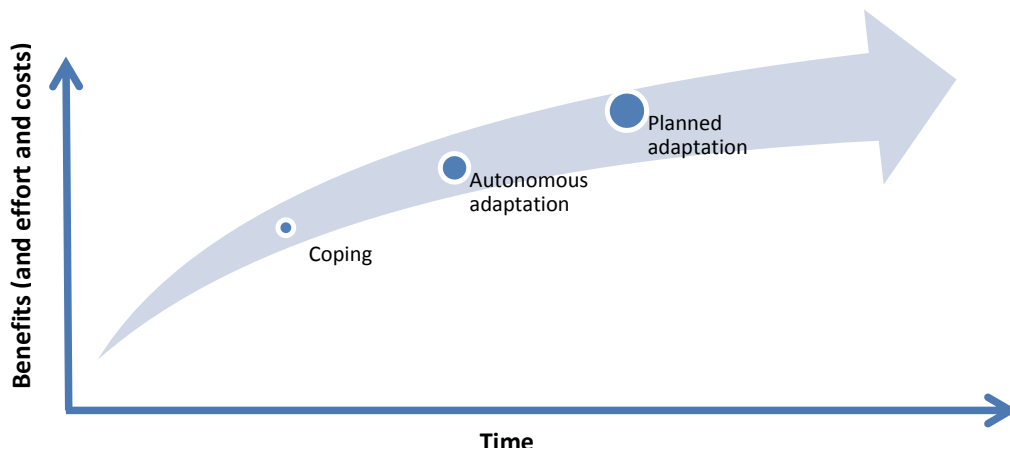 Benefits (and effort and costs)
Planned
adaptation
Autonomous
adaptation
Coping
Time